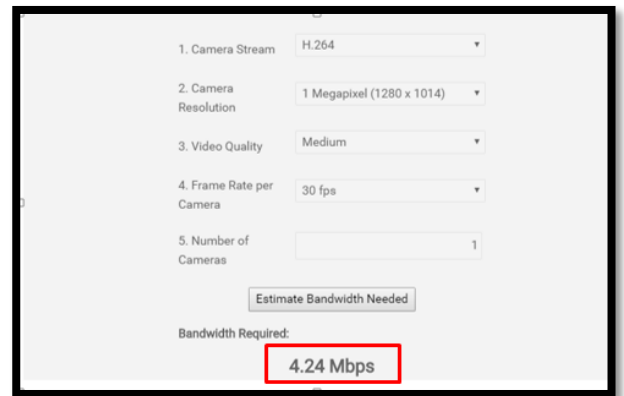 1. Camera Stream H.264
2. Camera
Resolution
1 Megapixel (1280 x 1014)
3. Video Quality Medium
4. Frame Rate per
Camera
30 fps
5. Number of
Cameras
1
Estimate Bandwidth Needed
Bandwidth Required:
4.24 Mbps